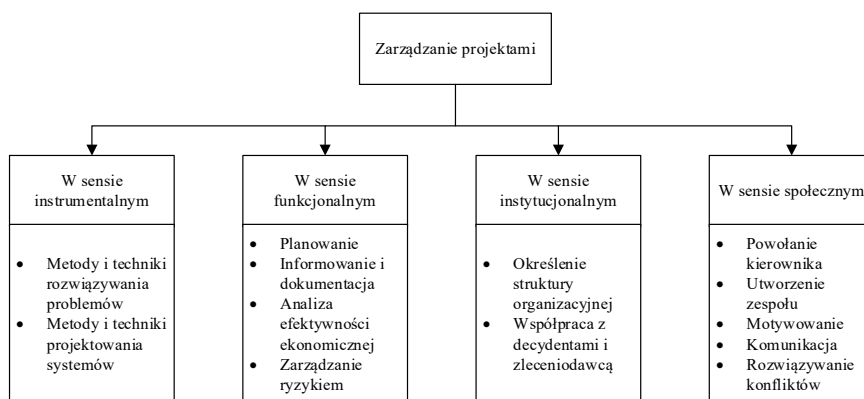 Zarządzanie projektami
W sensie
instrumentalnym
• Metody i techniki
rozwiązywania
problemów
• Metody i techniki
projektowania
systemów
W sensie
funkcjonalnym
• Planowanie
• Informowanie i
dokumentacja
• Analiza
efektywności
ekonomicznej
• Zarządzanie
ryzykiem
W sensie
instytucjonalnym
• Określenie
struktury
organizacyjnej
• Współpraca z
decydentami i
zleceniodawcą
W sensie społecznym
• Powołanie
kierownika
• Utworzenie
zespołu
• Motywowanie
• Komunikacja
• Rozwiązywanie
konfliktów